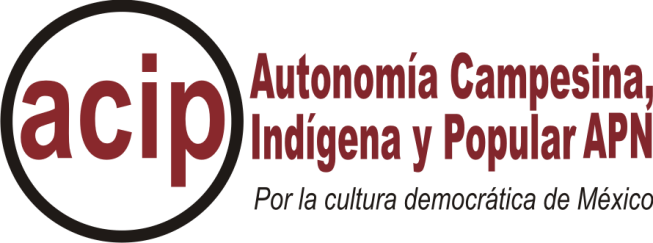 acip
Autonomía Campesina,
Indígena y Popular APN
Por la cultura democrática de México